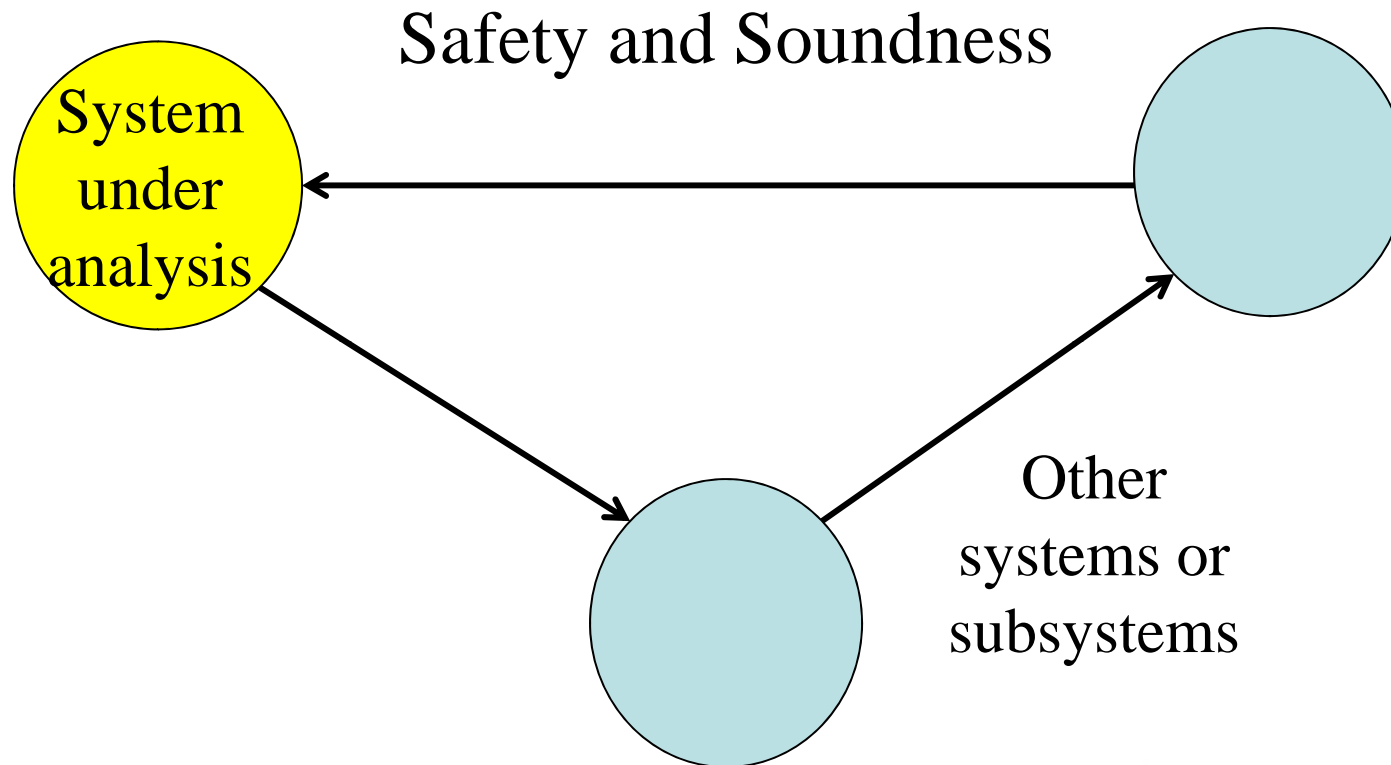 Safety and Soundness
System
under
analysis
Other
systems or
subsystems